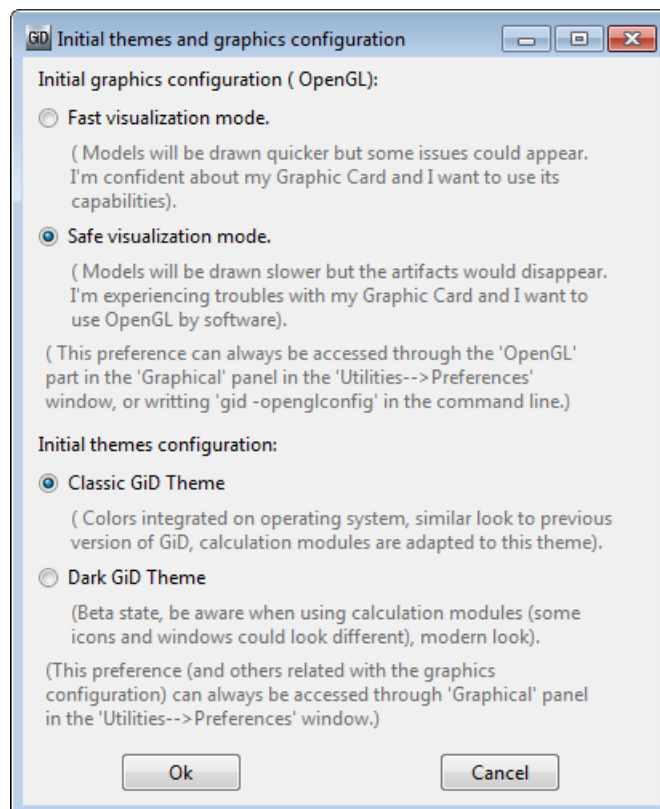 GiD Initial themes and graphics configuration
Initial graphics configuration ( OpenGL):
Fast visualization mode.
( Models will be drawn quicker but some issues could appear.
I'm confident about my Graphic Card and I want to use its
capabilities).
Safe visualization mode.
( Models will be drawn slower but the artifacts would disappear.
I'm experiencing troubles with my Graphic Card and I want to
use OpenGL by software).
( This preference can always be accessed through the 'OpenGL'
part in the 'Graphical' panel in the 'Utilities-->Preferences'
window, or writting 'gid -openglconfig' in the command line.)
Initial themes configuration:
Classic GiD Theme
( Colors integrated on operating system, similar look to previous
version of GiD, calculation modules are adapted to this theme).
Dark GiD Theme
(Beta state, be aware when using calculation modules (some
icons and windows could look different), modern look).
(This preference (and others related with the graphics
configuration) can always be accessed through 'Graphical' panel
in the 'Utilities-->Preferences' window.)
Ok Cancel